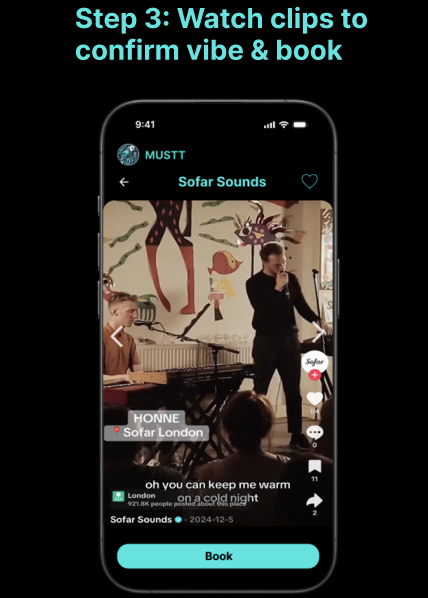 Step 3: Watch clips to
confirm vibe & book
9:41
MUSTT
Sofar Sounds
Sofar
64
0
HONNE
Sofar London
11
oh you can keep me warm
on a cold night
London
921.8K people posted about this place
2
Sofar Sounds · 2024-12-5
Book